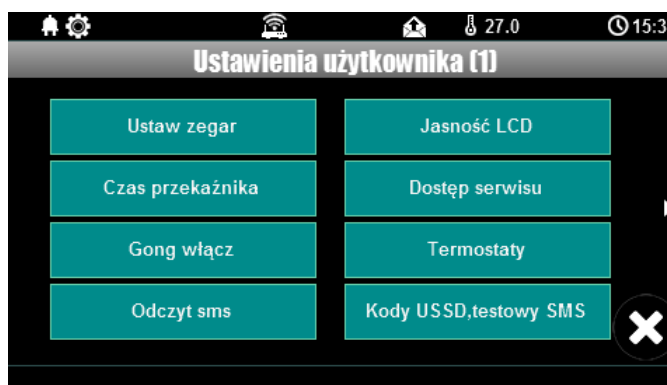 27.0 15:3
Ustawienia użytkownika (1)
Ustaw zegar Jasność LCD
Czas przekaźnika Dostęp serwisu
Gong włącz Termostaty
Odczyt sms Kody USSD,testowy SMS